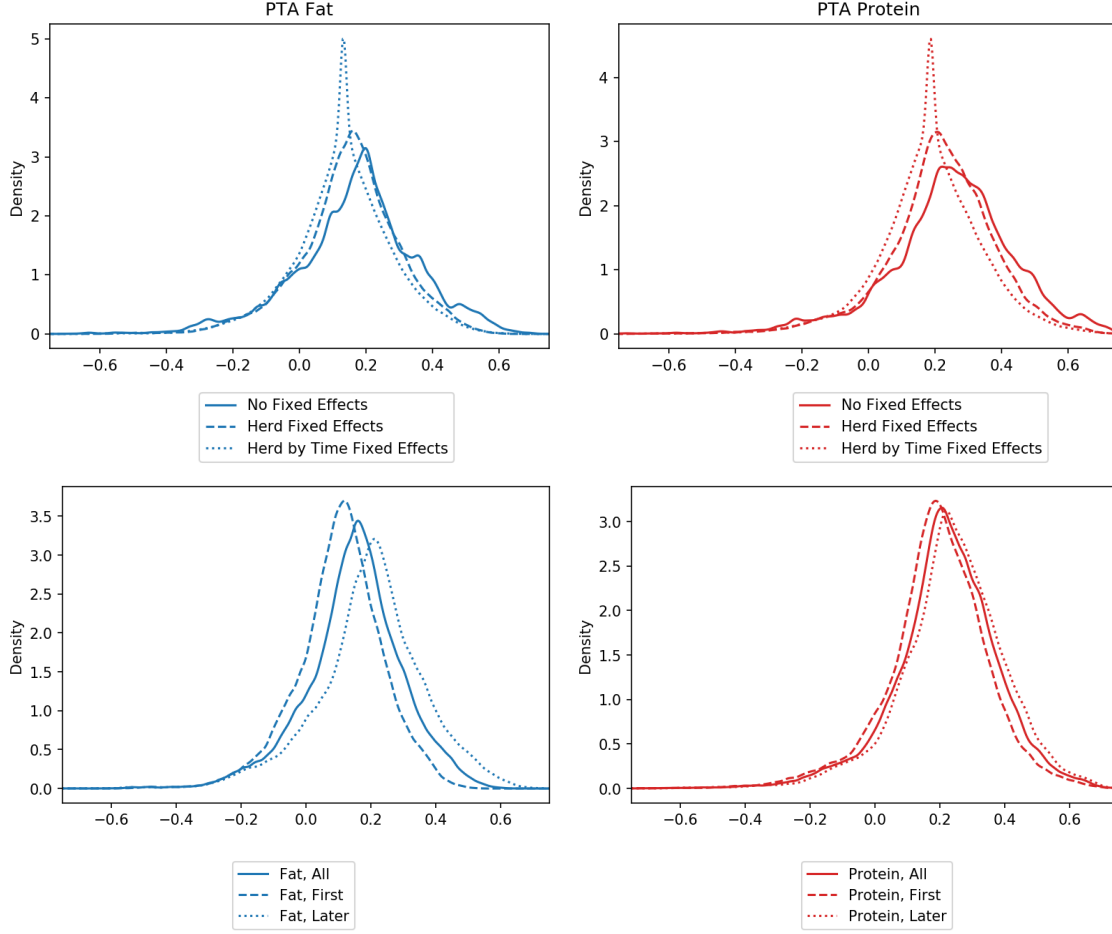 PTA Fat
Density
5
4
3
2
1
0
−0.6 −0.4 −0.2 0.0 0.2 0.4 0.6
No Fixed Effects
Herd Fixed Effects
Herd by Time Fixed Effects
PTA Protein
Density
4
3
2
1
0
−0.6 −0.4 −0.2 0.0 0.2 0.4 0.6
No Fixed Effects
Herd Fixed Effects
Herd by Time Fixed Effects
Density
3.5
3.0
2.5
2.0
1.5
1.0
0.5
0.0
−0.6 −0.4 −0.2 0.0 0.2 0.4 0.6
Fat, All
Fat, First
Fat, Later
Density
3.0
2.5
2.0
1.5
1.0
0.5
0.0
−0.6 −0.4 −0.2 0.0 0.2 0.4 0.6
Protein, All
Protein, First
Protein, Later